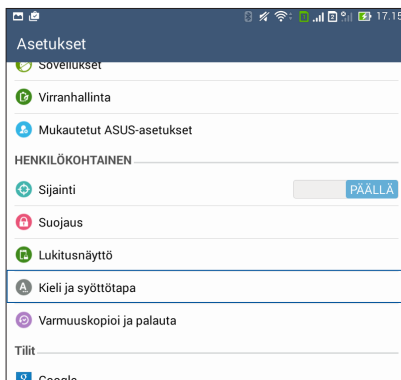 17.15
Asetukset
Sovellukset
Virranhallinta
Mukautetut ASUS-asetukset
HENKILÖKOHTAINEN
Sijainti PÄÄLLÄ
Suojaus
Lukitusnäyttö
Kieli ja syöttötapa
Varmuuskopioi ja palauta
Tilit
Google